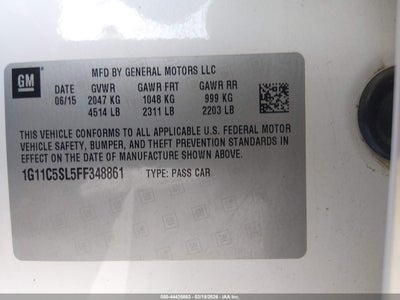 GM
MFD BY GENERAL MOTORS LLC
DATE GVWR GAWR FRT GAWR RR
06/15 2047 KG 1048 KG 999 KG
4514 LB 2311 LB 2203 LB
THIS VEHICLE CONFORMS TO ALL APPLICABLE U.S. FEDERAL MOTOR
VEHICLE SAFETY, BUMPER, AND THEFT PREVENTION STANDARDS IN
EFFECT ON THE DATE OF MANUFACTURE SHOWN ABOVE.
1G11C5SL5FF348861 TYPE: PASS CAR